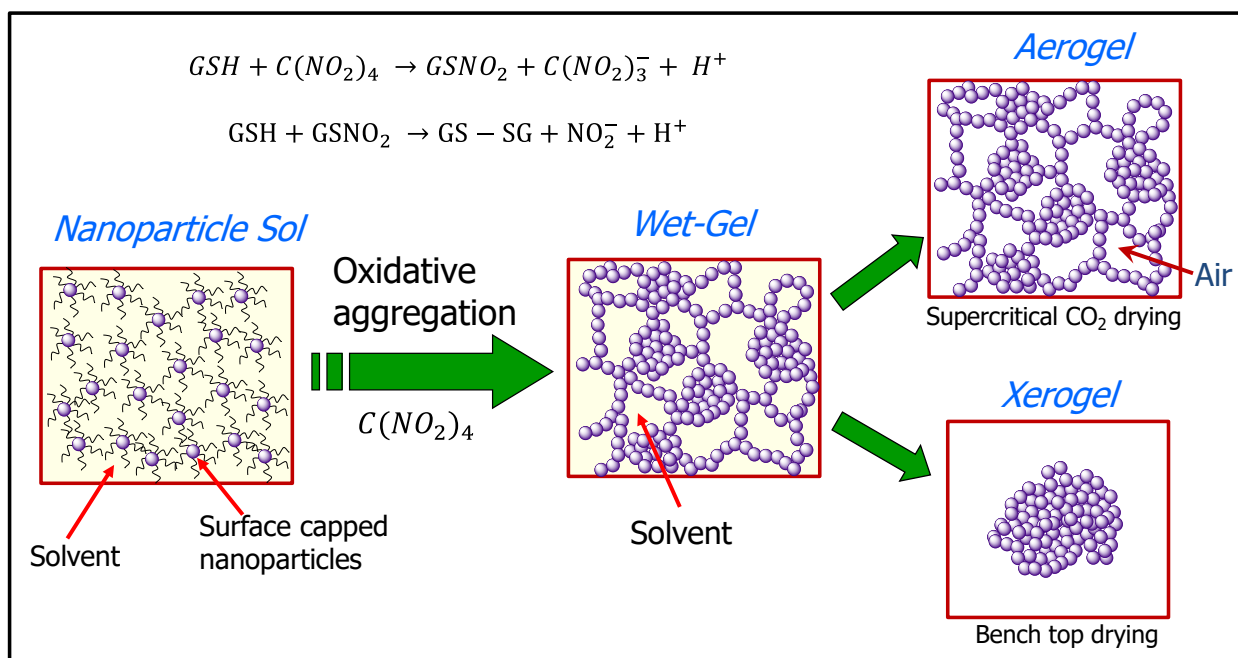 GSH + C(NO₂)₄ → GSNO₂ + C(NO₂)₃⁻ + H⁺
GSH + GSNO₂ → GS − SG + NO₂⁻ + H⁺
Nanoparticle Sol
Solvent
Surface capped
nanoparticles
Oxidative
aggregation
C(NO₂)₄
Wet-Gel
Solvent
Aerogel
Air
Supercritical CO₂ drying
Xerogel
Bench top drying